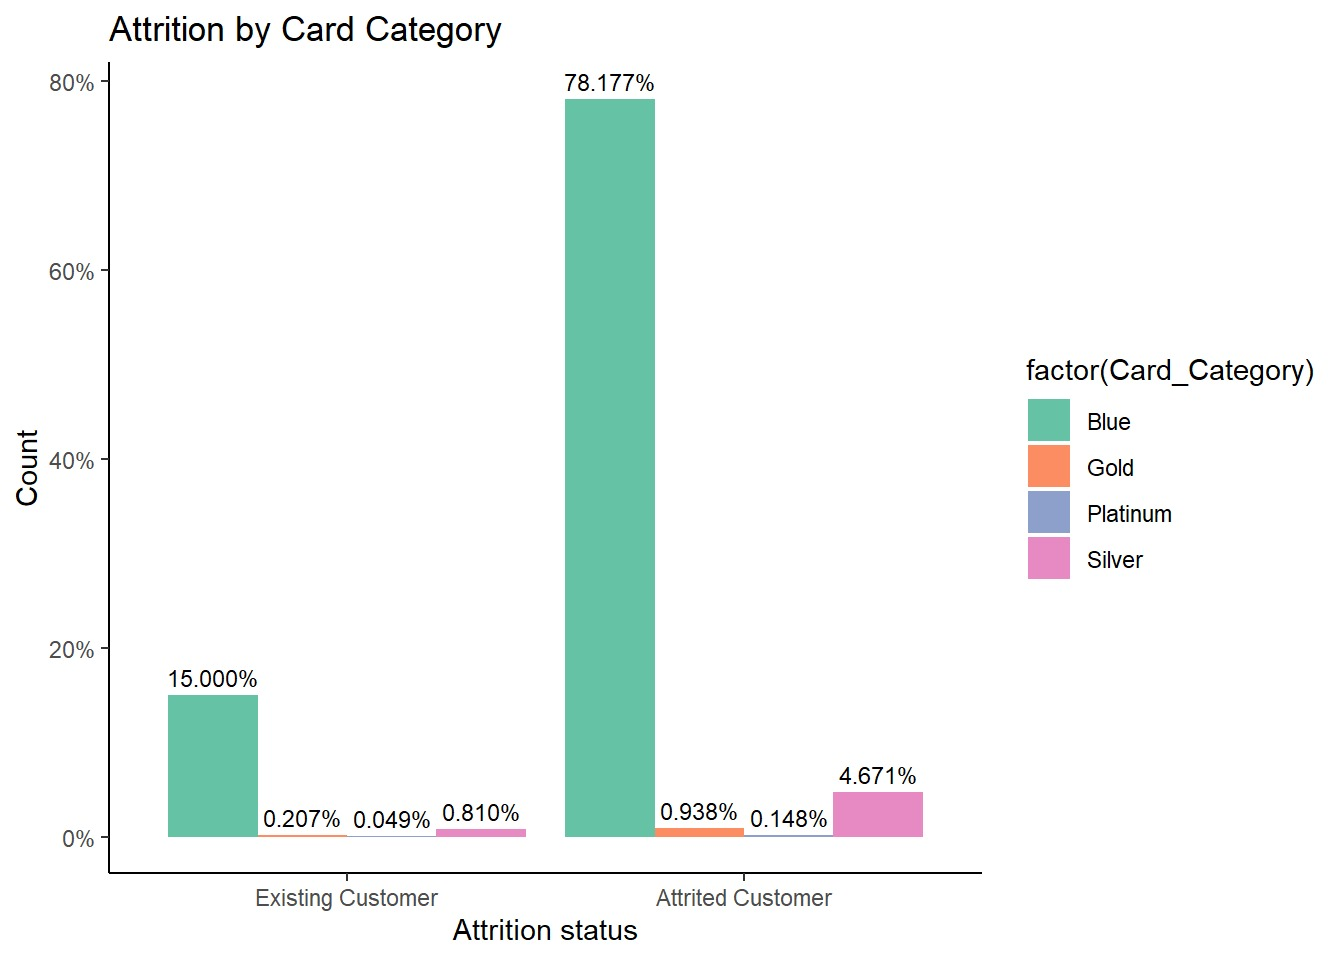 Attrition by Card Category
Count
80%
60%
40%
20%
0%
15.000%
0.207%
0.049%
0.810%
78.177%
0.938%
0.148%
4.671%
Existing Customer
Attrited Customer
Attrition status
factor(Card_Category)
Blue
Gold
Platinum
Silver